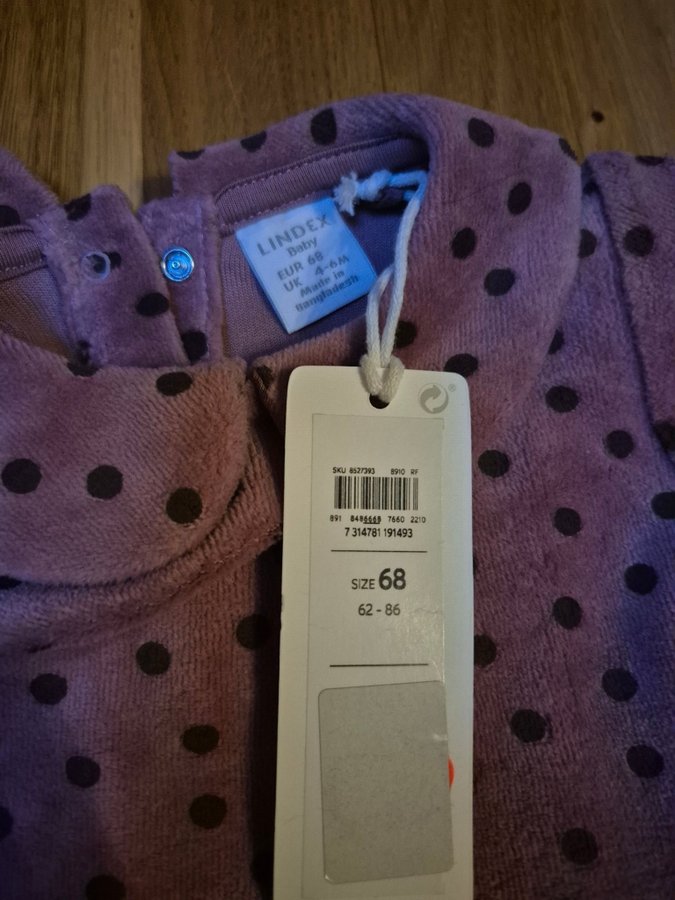 LINDEX
Baby
EUR 68
UK 4-6M
Made in
Bangladesh
®
SKU 8527393 8910 RF
891 8486668 7660 2210
7 314781 191493
SIZE 68
62 - 86